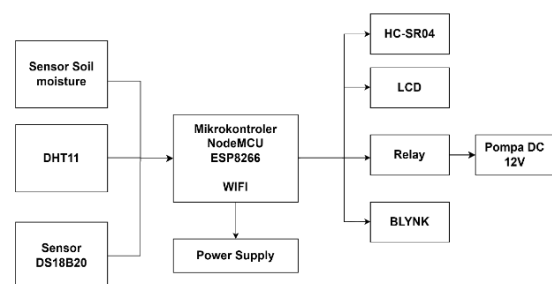 Sensor Soil
moisture
DHT11
Sensor
DS18B20
Mikrokontroler
NodeMCU
ESP8266
WIFI
Power Supply
HC-SR04
LCD
Relay
Pompa DC
12V
BLYNK